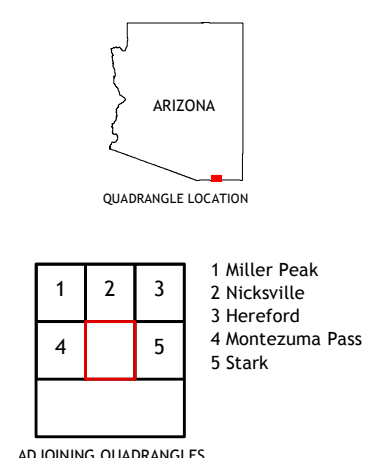 ARIZONA
QUADRANGLE LOCATION
1 2 3
4 5
1 Miller Peak
2 Nicksville
3 Hereford
4 Montezuma Pass
5 Stark
ADJOINING QUADRANGLES